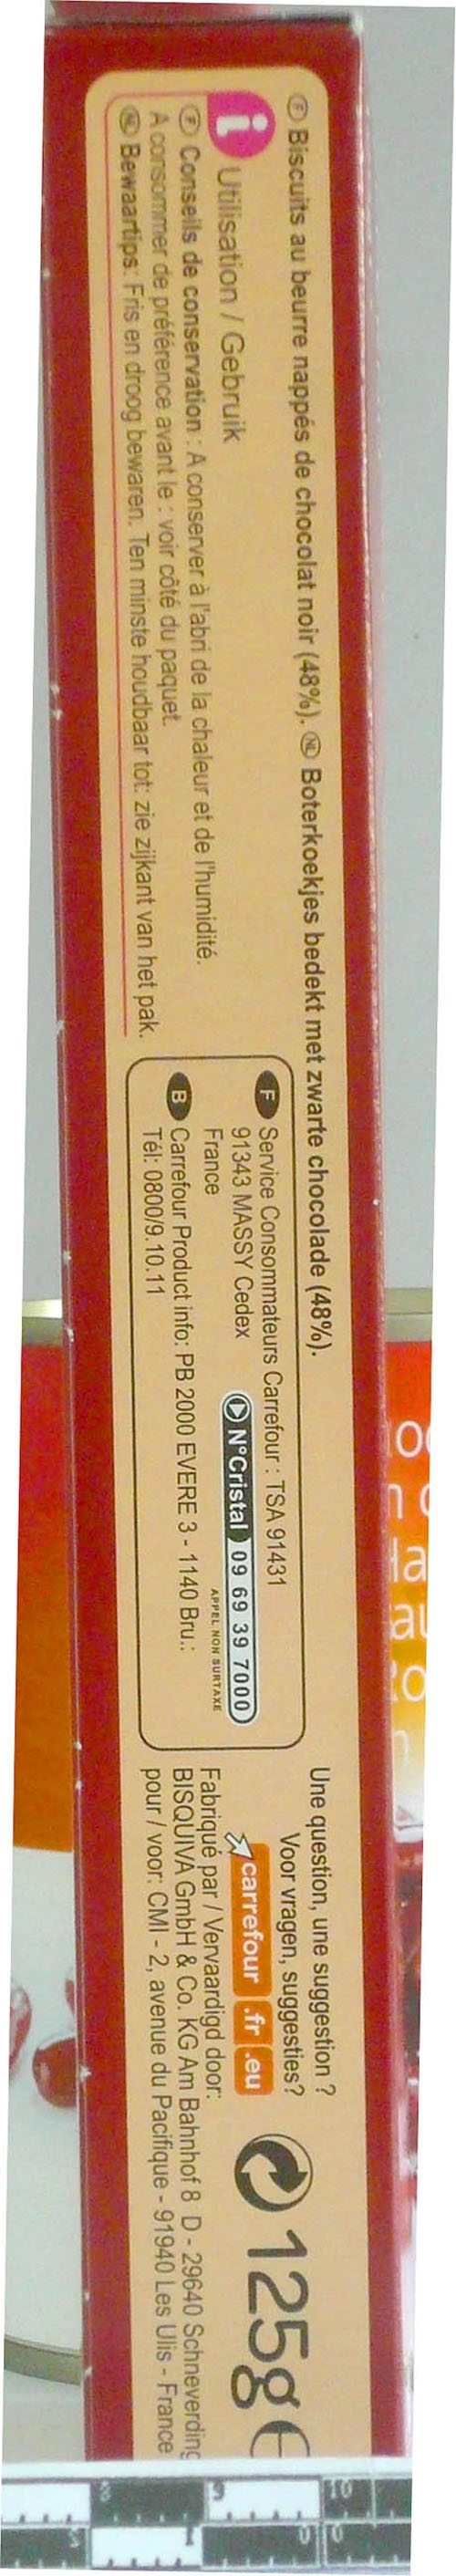 Ⓕ Biscuits au beurre nappés de chocolat noir (48%). ⓃⓁ Boterkoekjes bedekt met zwarte chocolade (48%).
i Utilisation / Gebruik
Ⓕ Conseils de conservation : A conserver à l'abri de la chaleur et de l'humidité.
A consommer de préférence avant le : voir côté du paquet.
ⓃⓁ Bewaartips: Fris en droog bewaren. Ten minste houdbaar tot: zie zijkant van het pak.
F Service Consommateurs Carrefour : TSA 91431
91343 MASSY Cedex
France
N°Cristal 09 69 39 7000
APPEL NON SURTAXE
B Carrefour Product info: PB 2000 EVERE 3 - 1140 Bru.:
Tél: 0800/9.10.11
Une question, une suggestion ?
Voor vragen, suggesties?
carrefour .fr .eu
Fabriqué par / Vervaardigd door:
BISQUIVA GmbH & Co. KG Am Bahnhof 8 D - 29640 Schneverding
pour / voor: CMI - 2, avenue du Pacifique - 91940 Les Ulis - France
125g e